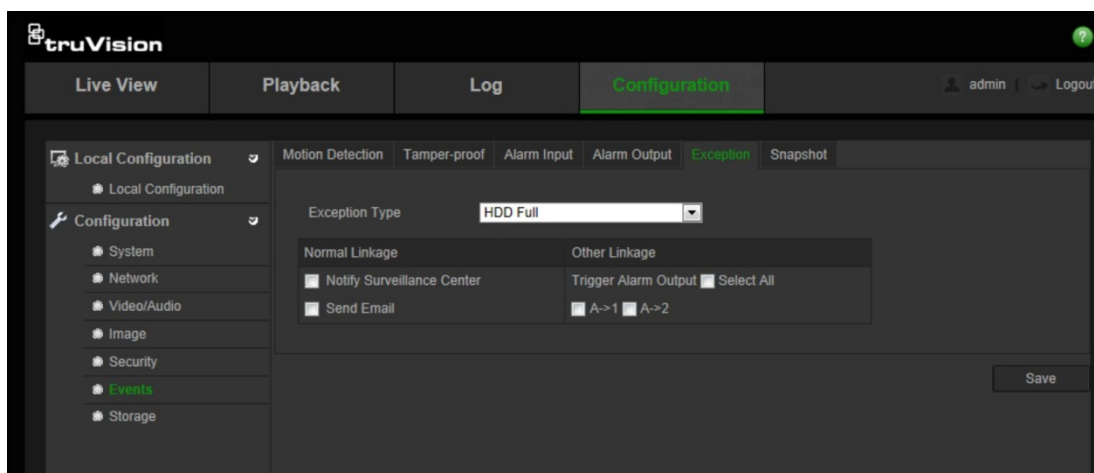 truVision
?
Live View Playback Log Configuration admin | Logout
Local Configuration
Local Configuration
Configuration
System
Network
Video/Audio
Image
Security
Events
Storage
Motion Detection Tamper-proof Alarm Input Alarm Output Exception Snapshot
Exception Type HDD Full
Normal Linkage Other Linkage
Notify Surveillance Center Trigger Alarm Output Select All
Send Email A->1 A->2
Save